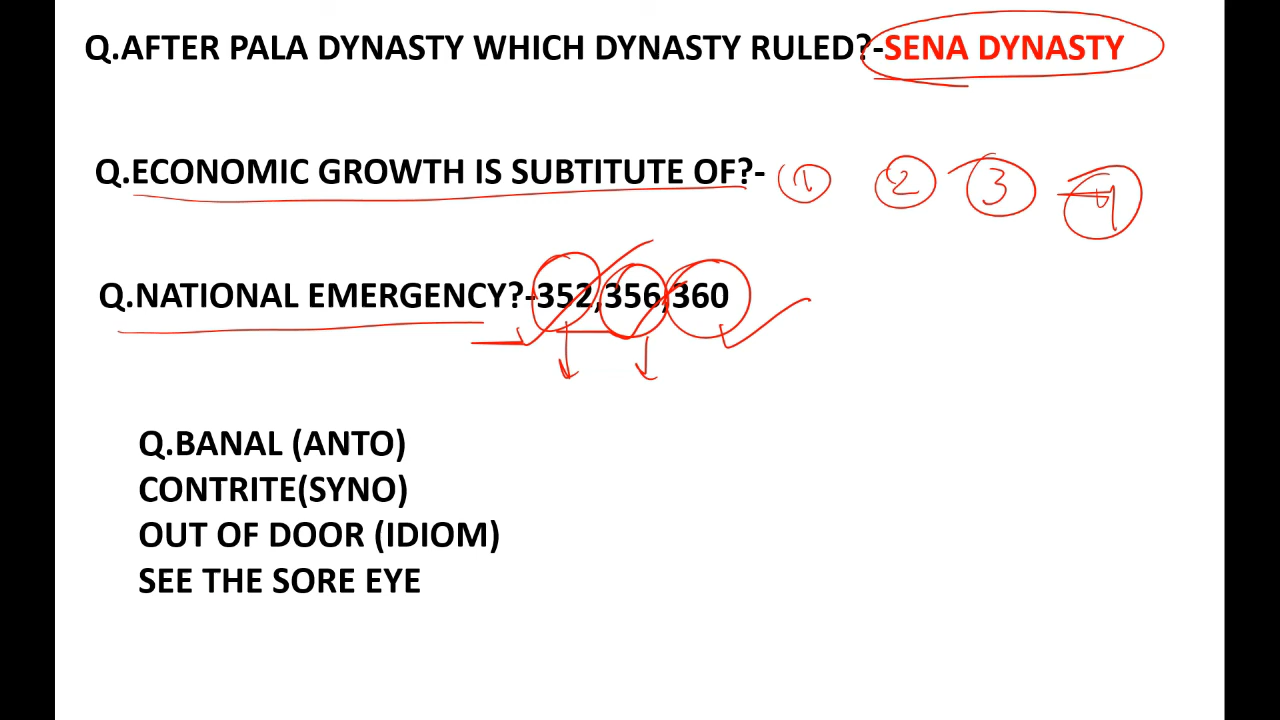 Q.AFTER PALA DYNASTY WHICH DYNASTY RULED?-SENA DYNASTY
Q.ECONOMIC GROWTH IS SUBTITUTE OF?- 1 2 3 4
Q.NATIONAL EMERGENCY?-352,356,360
Q.BANAL (ANTO)
CONTRITE(SYNO)
OUT OF DOOR (IDIOM)
SEE THE SORE EYE